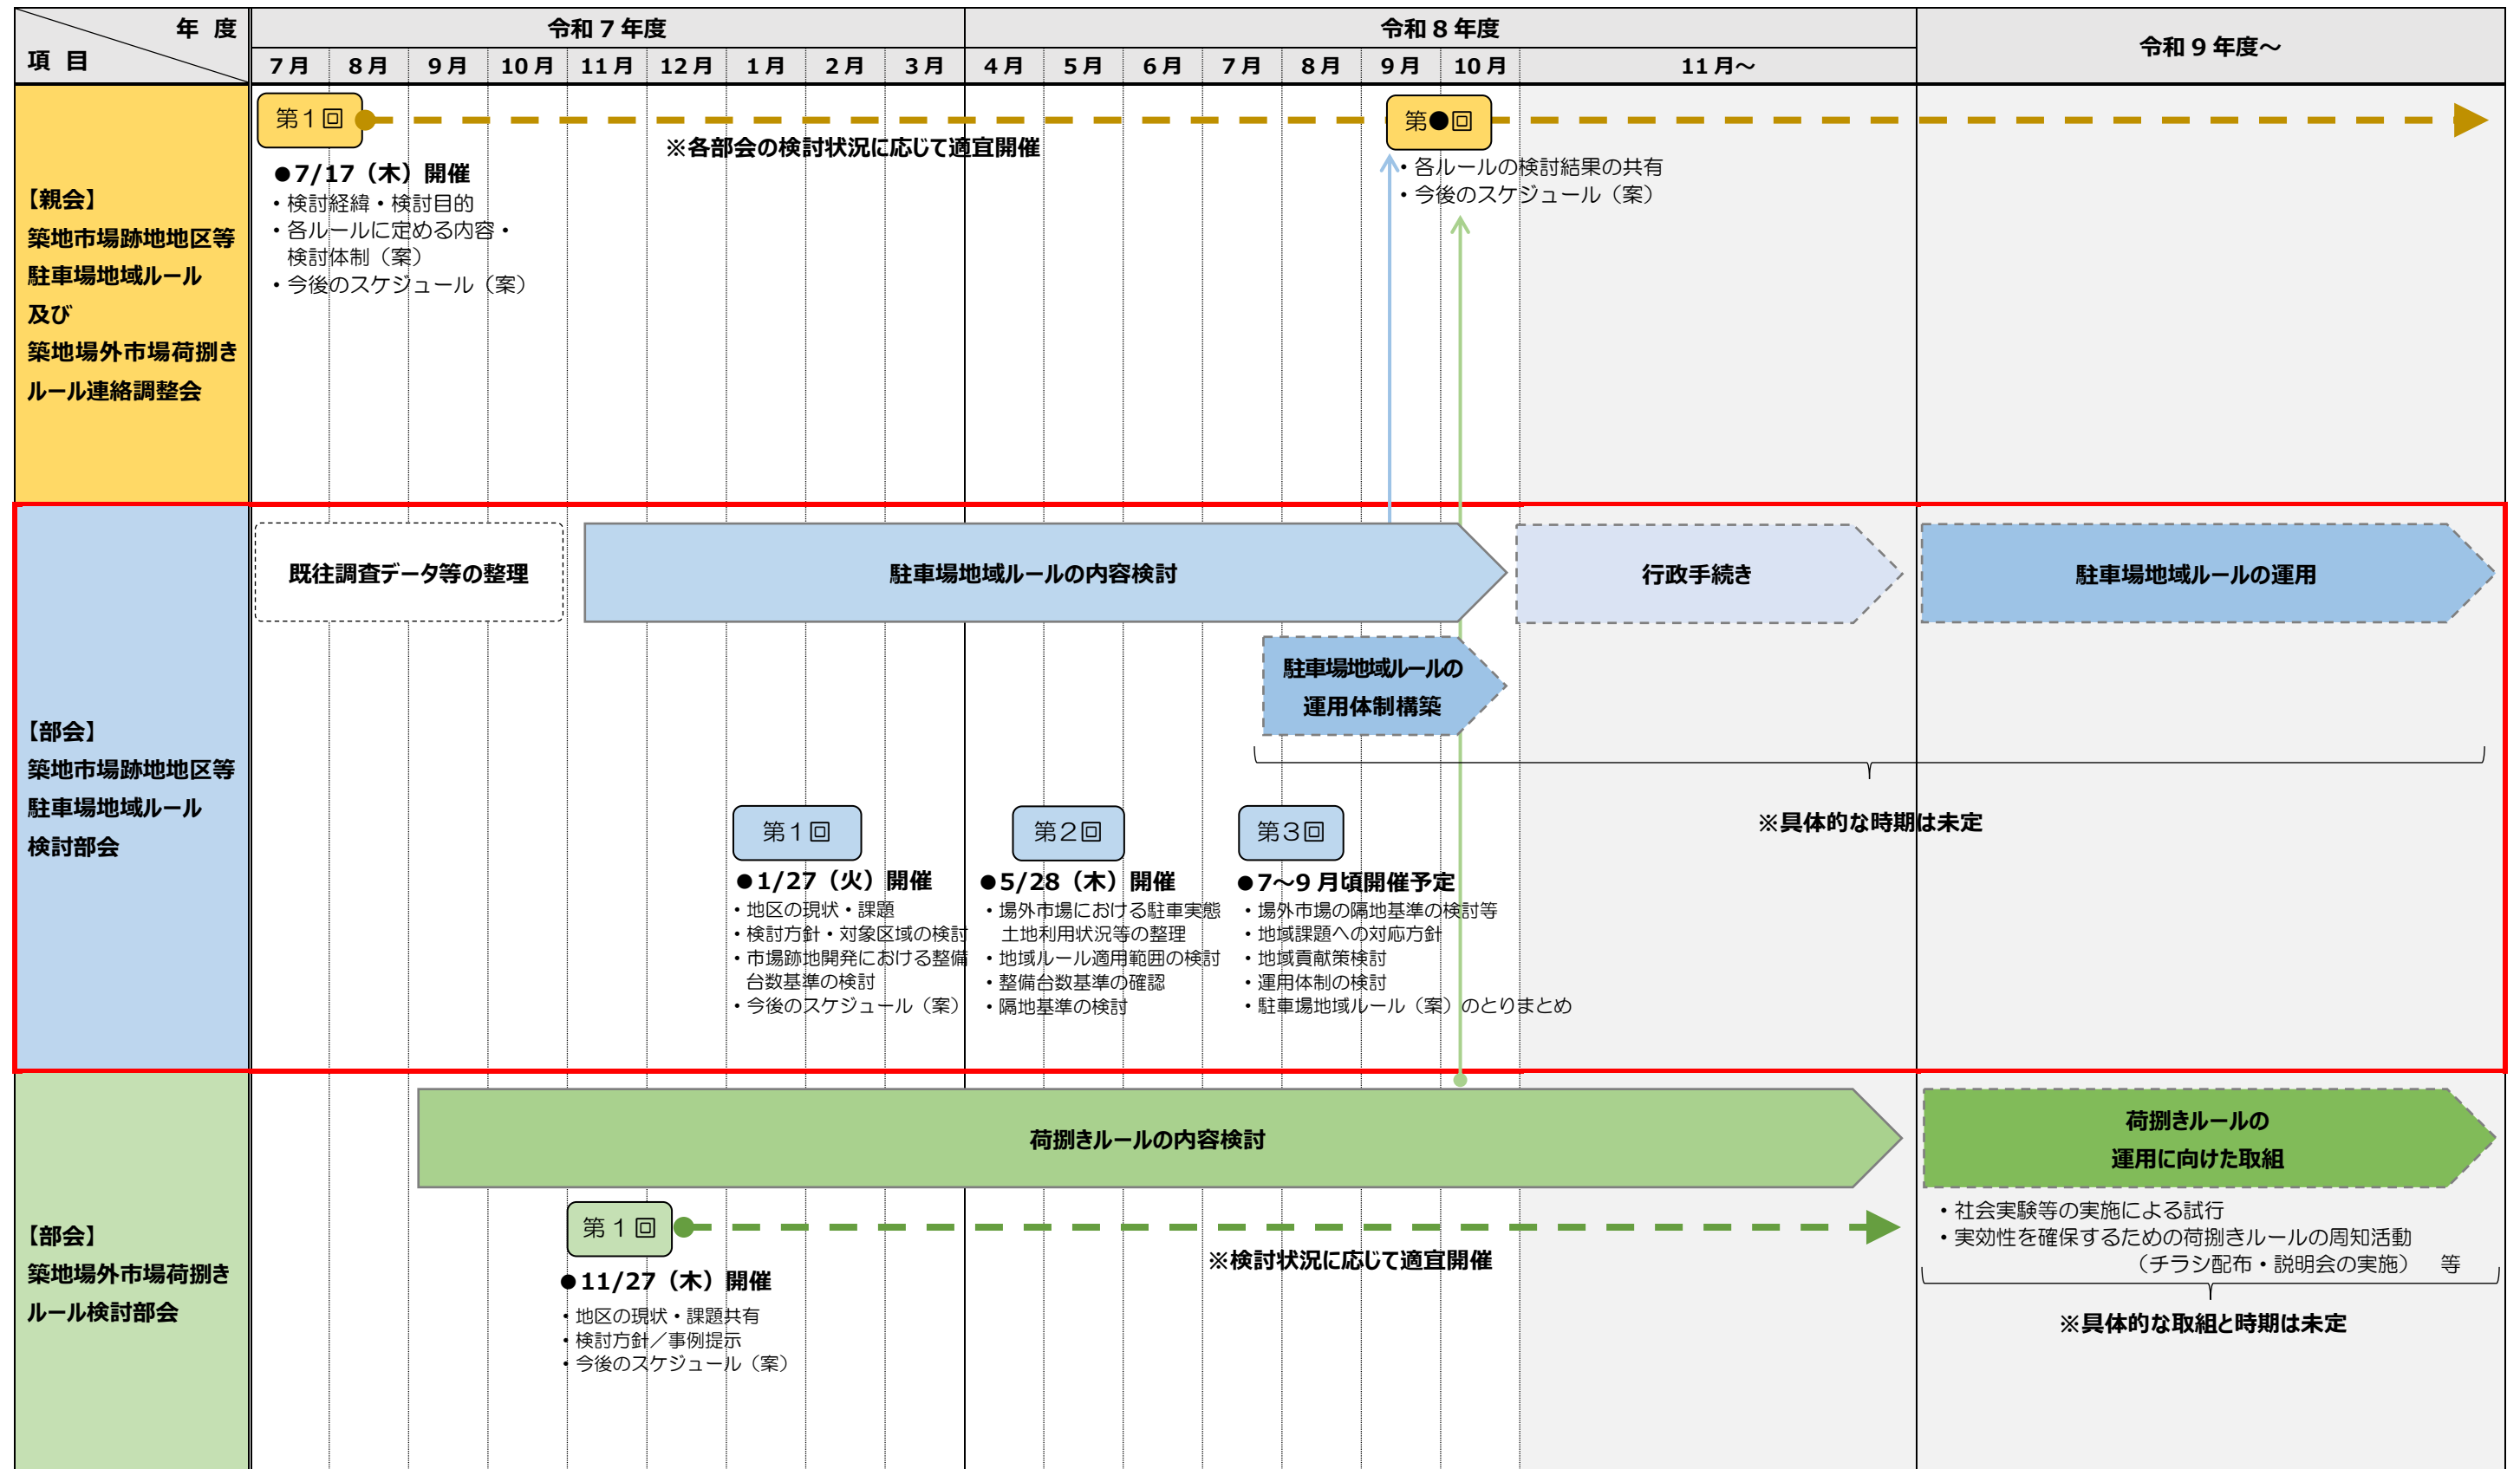 年 度
項 目
令和７年度
令和８年度
令和９年度～
7月 8月 9月 10月 11月 12月 1月 2月 3月 4月 5月 6月 7月 8月 9月 10月 11月～
【親会】
築地市場跡地地区等
駐車場地域ルール
及び
築地場外市場荷捌き
ルール連絡調整会
第１回
●7/17（木）開催
・検討経緯・検討目的
・各ルールに定める内容・
検討体制（案）
・今後のスケジュール（案）
※各部会の検討状況に応じて適宜開催
第●回
・各ルールの検討結果の共有
・今後のスケジュール（案）
【部会】
築地市場跡地地区等
駐車場地域ルール
検討部会
既往調査データ等の整理
駐車場地域ルールの内容検討
行政手続き
駐車場地域ルールの運用
駐車場地域ルールの
運用体制構築
※具体的な時期は未定
第１回
●1/27（火）開催
・地区の現状・課題
・検討方針・対象区域の検討
・市場跡地開発における整備
台数基準の検討
・今後のスケジュール（案）
第２回
●5/28（木）開催
・場外市場における駐車実態
土地利用状況等の整理
・地域ルール適用範囲の検討
・整備台数基準の確認
・隔地基準の検討
第３回
●7～9月頃開催予定
・場外市場の隔地基準の検討等
・地域課題への対応方針
・地域貢献策検討
・運用体制の検討
・駐車場地域ルール（案）のとりまとめ
【部会】
築地場外市場荷捌き
ルール検討部会
荷捌きルールの内容検討
第１回
●11/27（木）開催
・地区の現状・課題共有
・検討方針／事例提示
・今後のスケジュール（案）
※検討状況に応じて適宜開催
荷捌きルールの
運用に向けた取組
・社会実験等の実施による試行
・実効性を確保するための荷捌きルールの周知活動
（チラシ配布・説明会の実施） 等
※具体的な取組と時期は未定